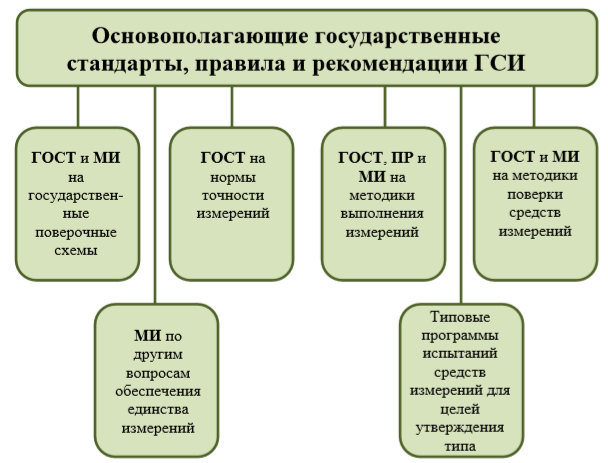 Основополагающие государственные
стандарты, правила и рекомендации ГСИ
ГОСТ и МИ
на
государствен-
ные
поверочные
схемы
ГОСТ на
нормы
точности
измерений
ГОСТ, ПР и
МИ на
методики
выполнения
измерений
ГОСТ и МИ
на методики
поверки
средств
измерений
МИ по
другим
вопросам
обеспечения
единства
измерений
Типовые
программы
испытаний
средств
измерений для
целей
утверждения
типа